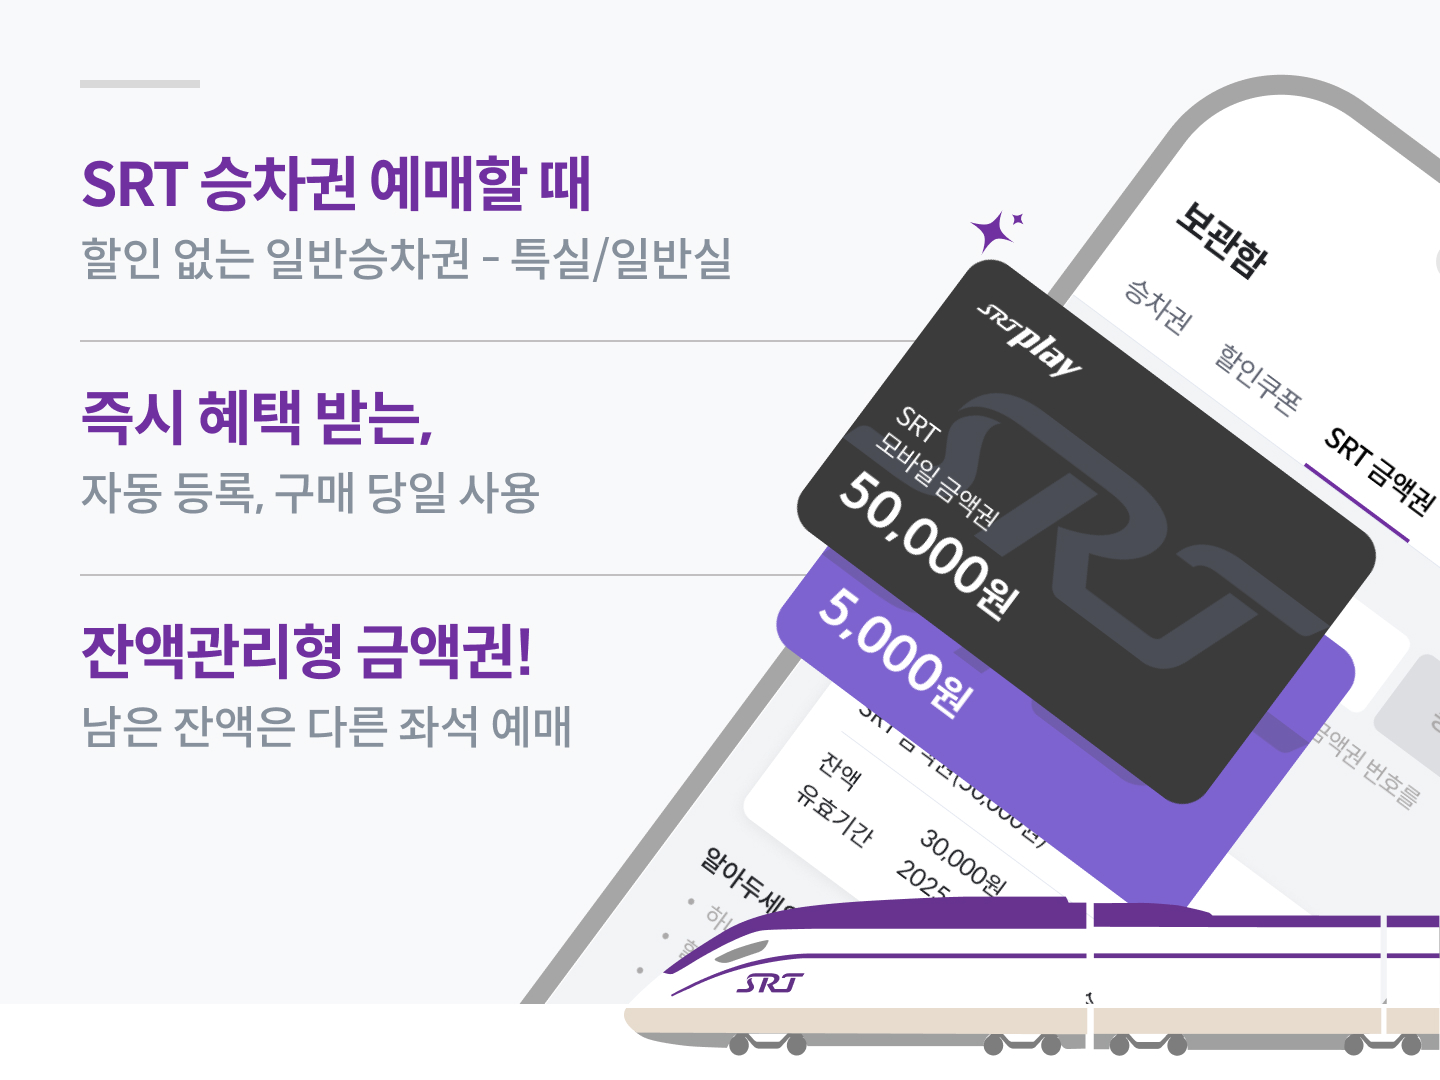 SRT 승차권 예매할 때
할인 없는 일반승차권 – 특실/일반실
즉시 혜택 받는,
자동 등록, 구매 당일 사용
잔액관리형 금액권!
남은 잔액은 다른 좌석 예매
보관함
승차권 할인쿠폰 SRT 금액권
SRT play
SRT
모바일 금액권
50,000원
SRT
5,000원
금액권 번호를
잔액 30,000원
유효기간 2025
알아두세
SRT